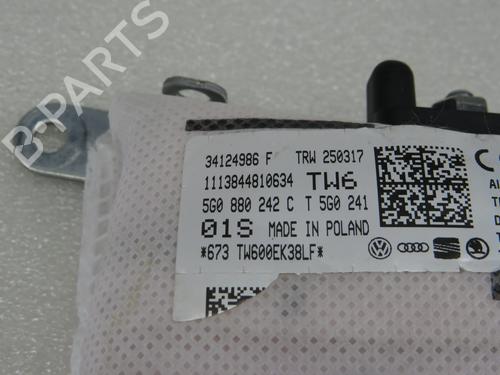 B-PARTS
34124986 F TRW 250317
1113844810634 TW6
5G0 880 242 C T 5G0 241
01S MADE IN POLAND
*673 TW600EK38LF*